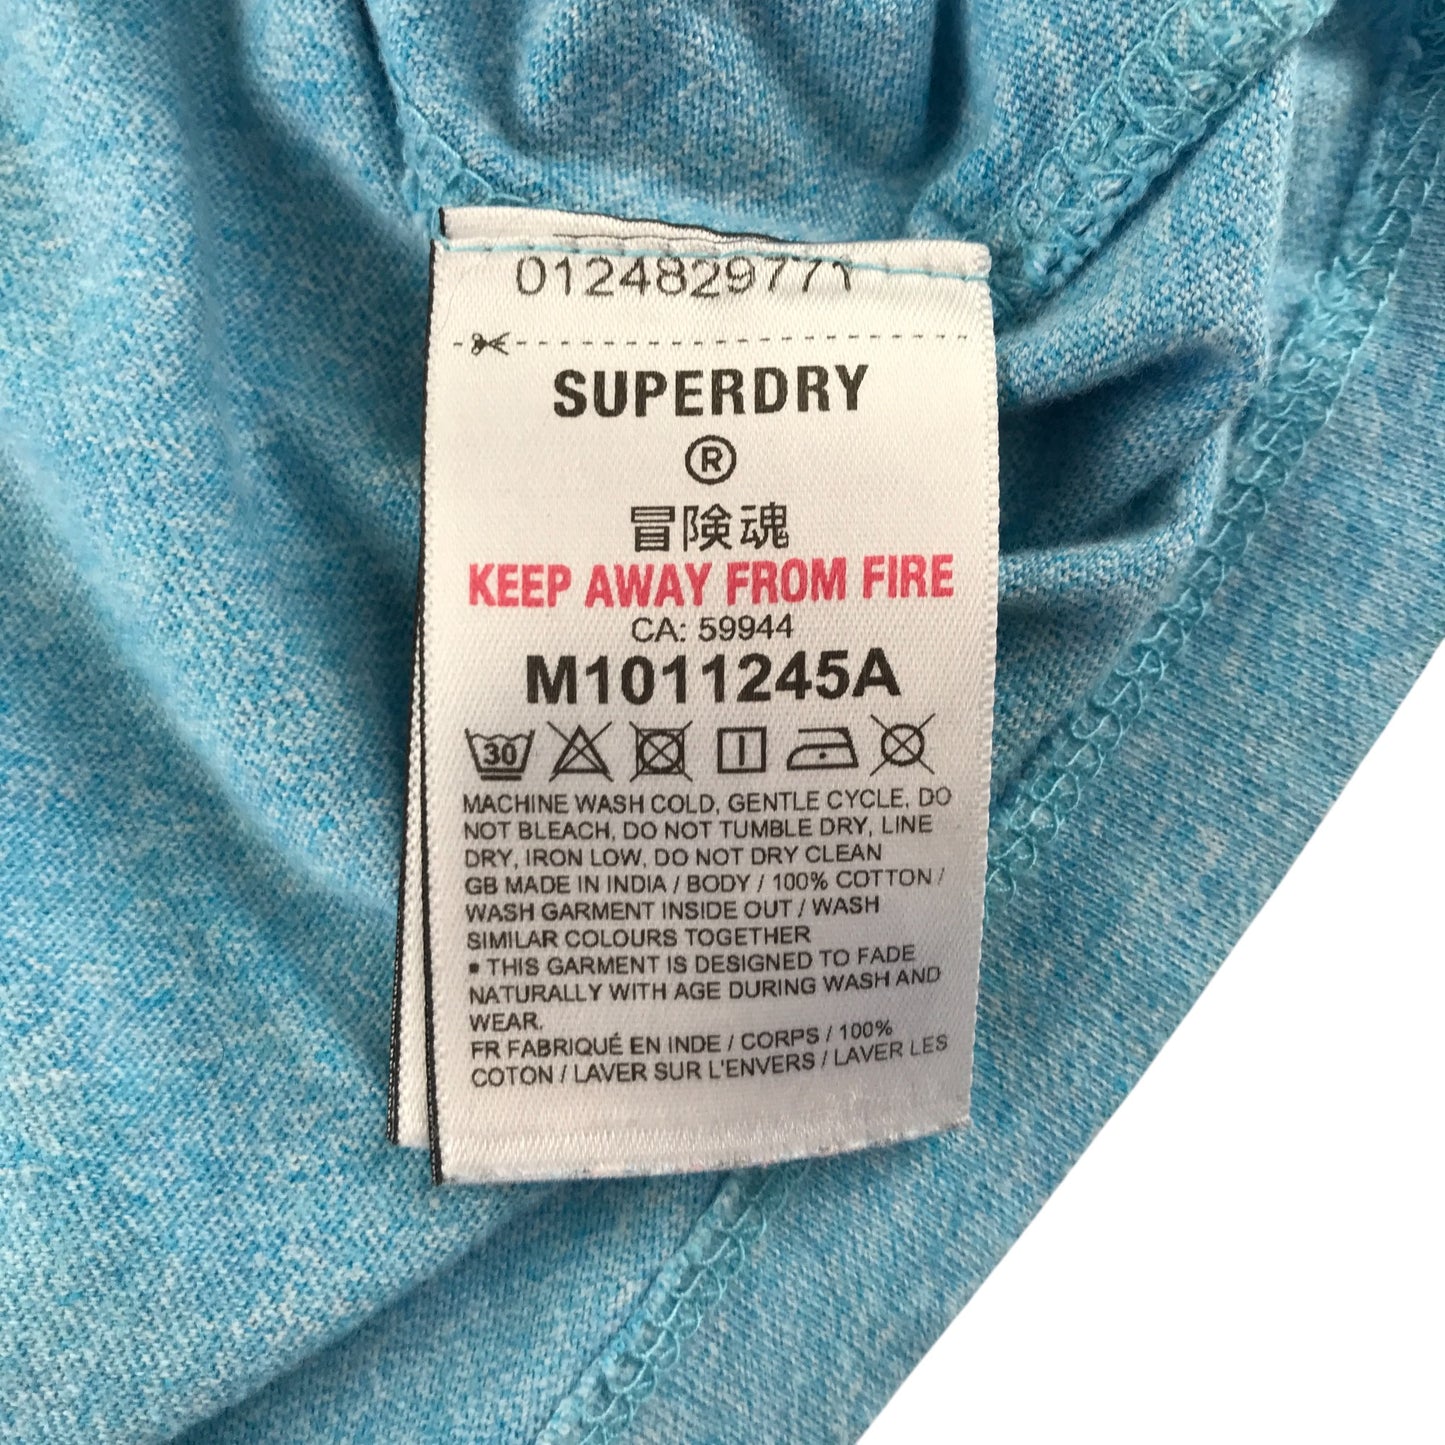 0124829771
SUPERDRY
®
冒険魂
KEEP AWAY FROM FIRE
CA: 59944
M1011245A
30
MACHINE WASH COLD, GENTLE CYCLE, DO
NOT BLEACH, DO NOT TUMBLE DRY, LINE
DRY, IRON LOW, DO NOT DRY CLEAN
GB MADE IN INDIA / BODY / 100% COTTON /
WASH GARMENT INSIDE OUT / WASH
SIMILAR COLOURS TOGETHER
▪ THIS GARMENT IS DESIGNED TO FADE
NATURALLY WITH AGE DURING WASH AND
WEAR.
FR FABRIQUÉ EN INDE / CORPS / 100%
COTON / LAVER SUR L'ENVERS / LAVER LES